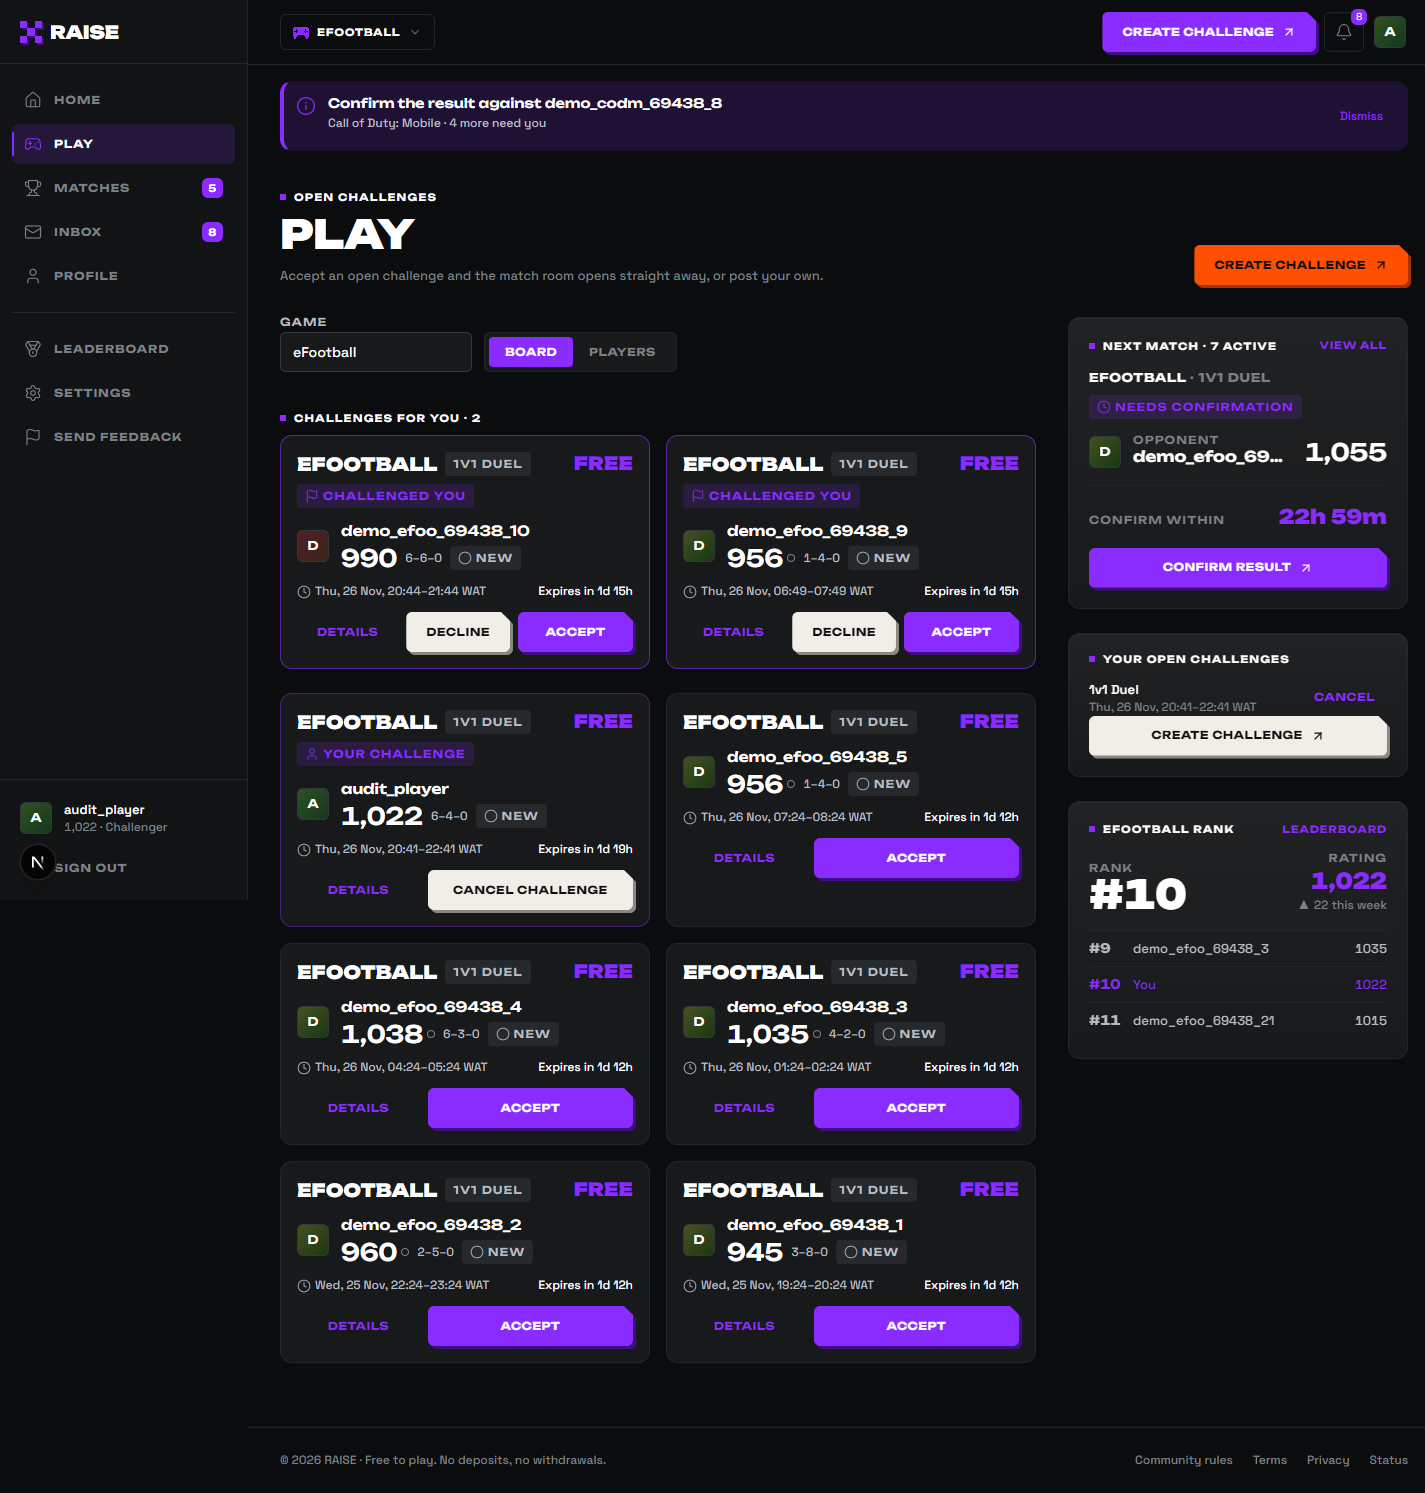 RAISE
HOME
PLAY
MATCHES 5
INBOX 8
PROFILE
LEADERBOARD
SETTINGS
SEND FEEDBACK
A audit_player
1,022 · Challenger
N SIGN OUT
EFOOTBALL
CREATE CHALLENGE
8
A
Confirm the result against demo_codm_69438_8
Call of Duty: Mobile · 4 more need you
Dismiss
OPEN CHALLENGES
PLAY
Accept an open challenge and the match room opens straight away, or post your own.
CREATE CHALLENGE
GAME
eFootball
BOARD PLAYERS
CHALLENGES FOR YOU · 2
EFOOTBALL 1V1 DUEL FREE
CHALLENGED YOU
D demo_efoo_69438_10
990 6–6–0 NEW
Thu, 26 Nov, 20:44–21:44 WAT Expires in 1d 15h
DETAILS DECLINE ACCEPT
EFOOTBALL 1V1 DUEL FREE
CHALLENGED YOU
D demo_efoo_69438_9
956 1–4–0 NEW
Thu, 26 Nov, 06:49–07:49 WAT Expires in 1d 15h
DETAILS DECLINE ACCEPT
EFOOTBALL 1V1 DUEL FREE
YOUR CHALLENGE
A audit_player
1,022 6–4–0 NEW
Thu, 26 Nov, 20:41–22:41 WAT Expires in 1d 19h
DETAILS CANCEL CHALLENGE
EFOOTBALL 1V1 DUEL FREE
D demo_efoo_69438_5
956 1–4–0 NEW
Thu, 26 Nov, 07:24–08:24 WAT Expires in 1d 12h
DETAILS ACCEPT
EFOOTBALL 1V1 DUEL FREE
D demo_efoo_69438_4
1,038 6–3–0 NEW
Thu, 26 Nov, 04:24–05:24 WAT Expires in 1d 12h
DETAILS ACCEPT
EFOOTBALL 1V1 DUEL FREE
D demo_efoo_69438_3
1,035 4–2–0 NEW
Thu, 26 Nov, 01:24–02:24 WAT Expires in 1d 12h
DETAILS ACCEPT
EFOOTBALL 1V1 DUEL FREE
D demo_efoo_69438_2
960 2–5–0 NEW
Wed, 25 Nov, 22:24–23:24 WAT Expires in 1d 12h
DETAILS ACCEPT
EFOOTBALL 1V1 DUEL FREE
D demo_efoo_69438_1
945 3–8–0 NEW
Wed, 25 Nov, 19:24–20:24 WAT Expires in 1d 12h
DETAILS ACCEPT
NEXT MATCH · 7 ACTIVE VIEW ALL
EFOOTBALL · 1V1 DUEL
NEEDS CONFIRMATION
OPPONENT
D demo_efoo_69... 1,055
CONFIRM WITHIN 22h 59m
CONFIRM RESULT
YOUR OPEN CHALLENGES
1v1 Duel
Thu, 26 Nov, 20:41–22:41 WAT
CANCEL
CREATE CHALLENGE
EFOOTBALL RANK LEADERBOARD
RANK
#10
RATING
1,022
▲ 22 this week
#9 demo_efoo_69438_3 1035
#10 You 1022
#11 demo_efoo_69438_21 1015
© 2026 RAISE · Free to play. No deposits, no withdrawals.
Community rules Terms Privacy Status